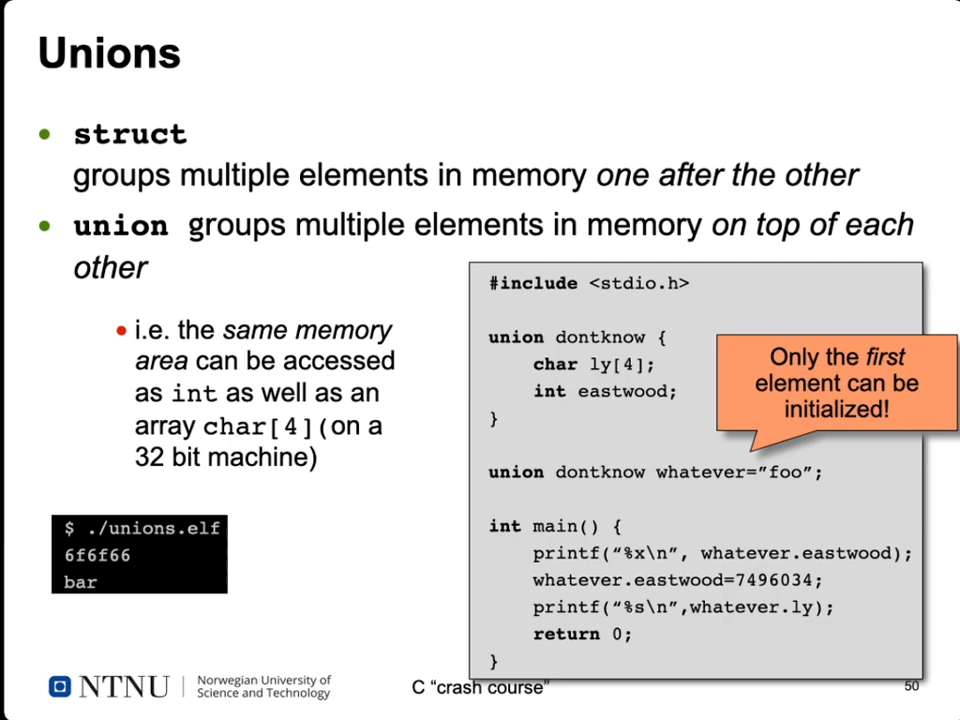 Unions
• struct
groups multiple elements in memory one after the other
• union groups multiple elements in memory on top of each
other
• i.e. the same memory
area can be accessed
as int as well as an
array char[4](on a
32 bit machine)
$ ./unions.elf
6f6f66
bar
#include <stdio.h>
union dontknow {
char ly[4];
int eastwood;
}
Only the first
element can be
initialized!
union dontknow whatever=”foo”;
int main() {
printf(“%x\n”, whatever.eastwood);
whatever.eastwood=7496034;
printf(“%s\n”,whatever.ly);
return 0;
}
NTNU
Norwegian University of
Science and Technology
C “crash course”
50